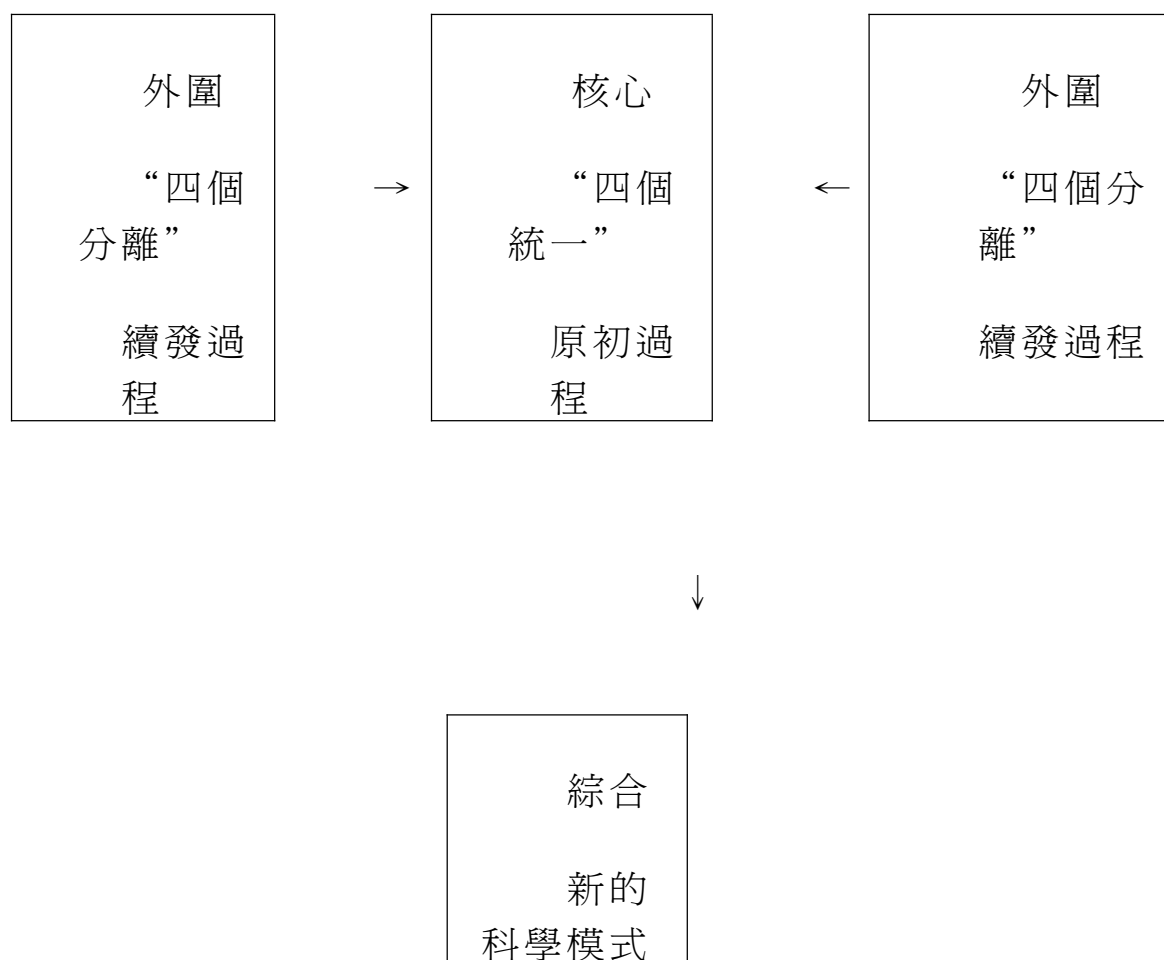 外圍
“四個
分離”
續發過
程
→
核心
“四個
統一”
原初過
程
←
外圍
“四個分
離”
續發過程
↓
綜合
新的
科學模式